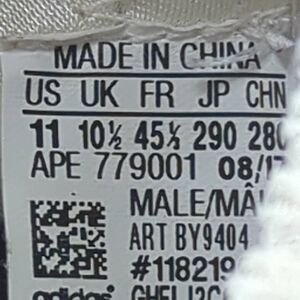 MADE IN CHINA
US UK FR JP CHN
11 10½ 45⅓ 290 280
APE 779001 08/17
MALE/MÂ
ART BY9404
#118219
adidas